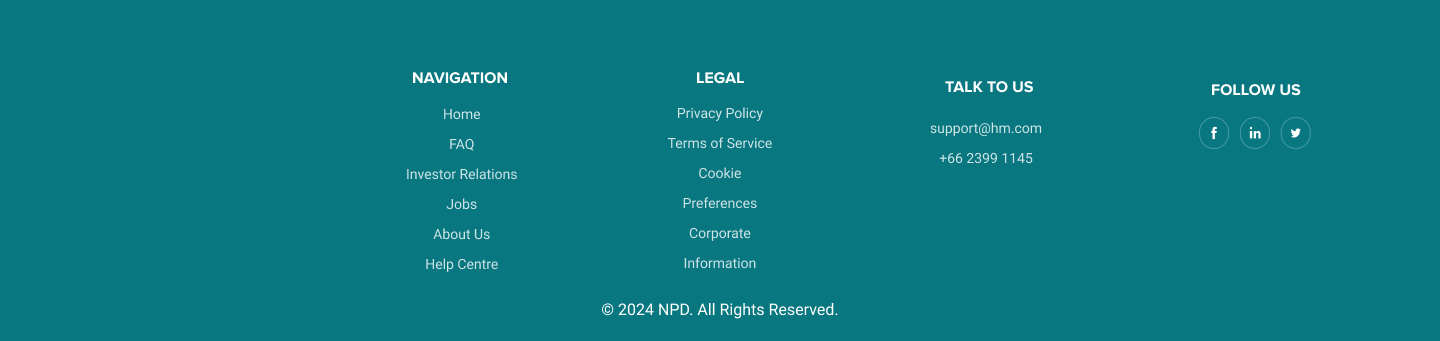 NAVIGATION
Home
FAQ
Investor Relations
Jobs
About Us
Help Centre
LEGAL
Privacy Policy
Terms of Service
Cookie
Preferences
Corporate
Information
TALK TO US
support@hm.com
+66 2399 1145
FOLLOW US
© 2024 NPD. All Rights Reserved.